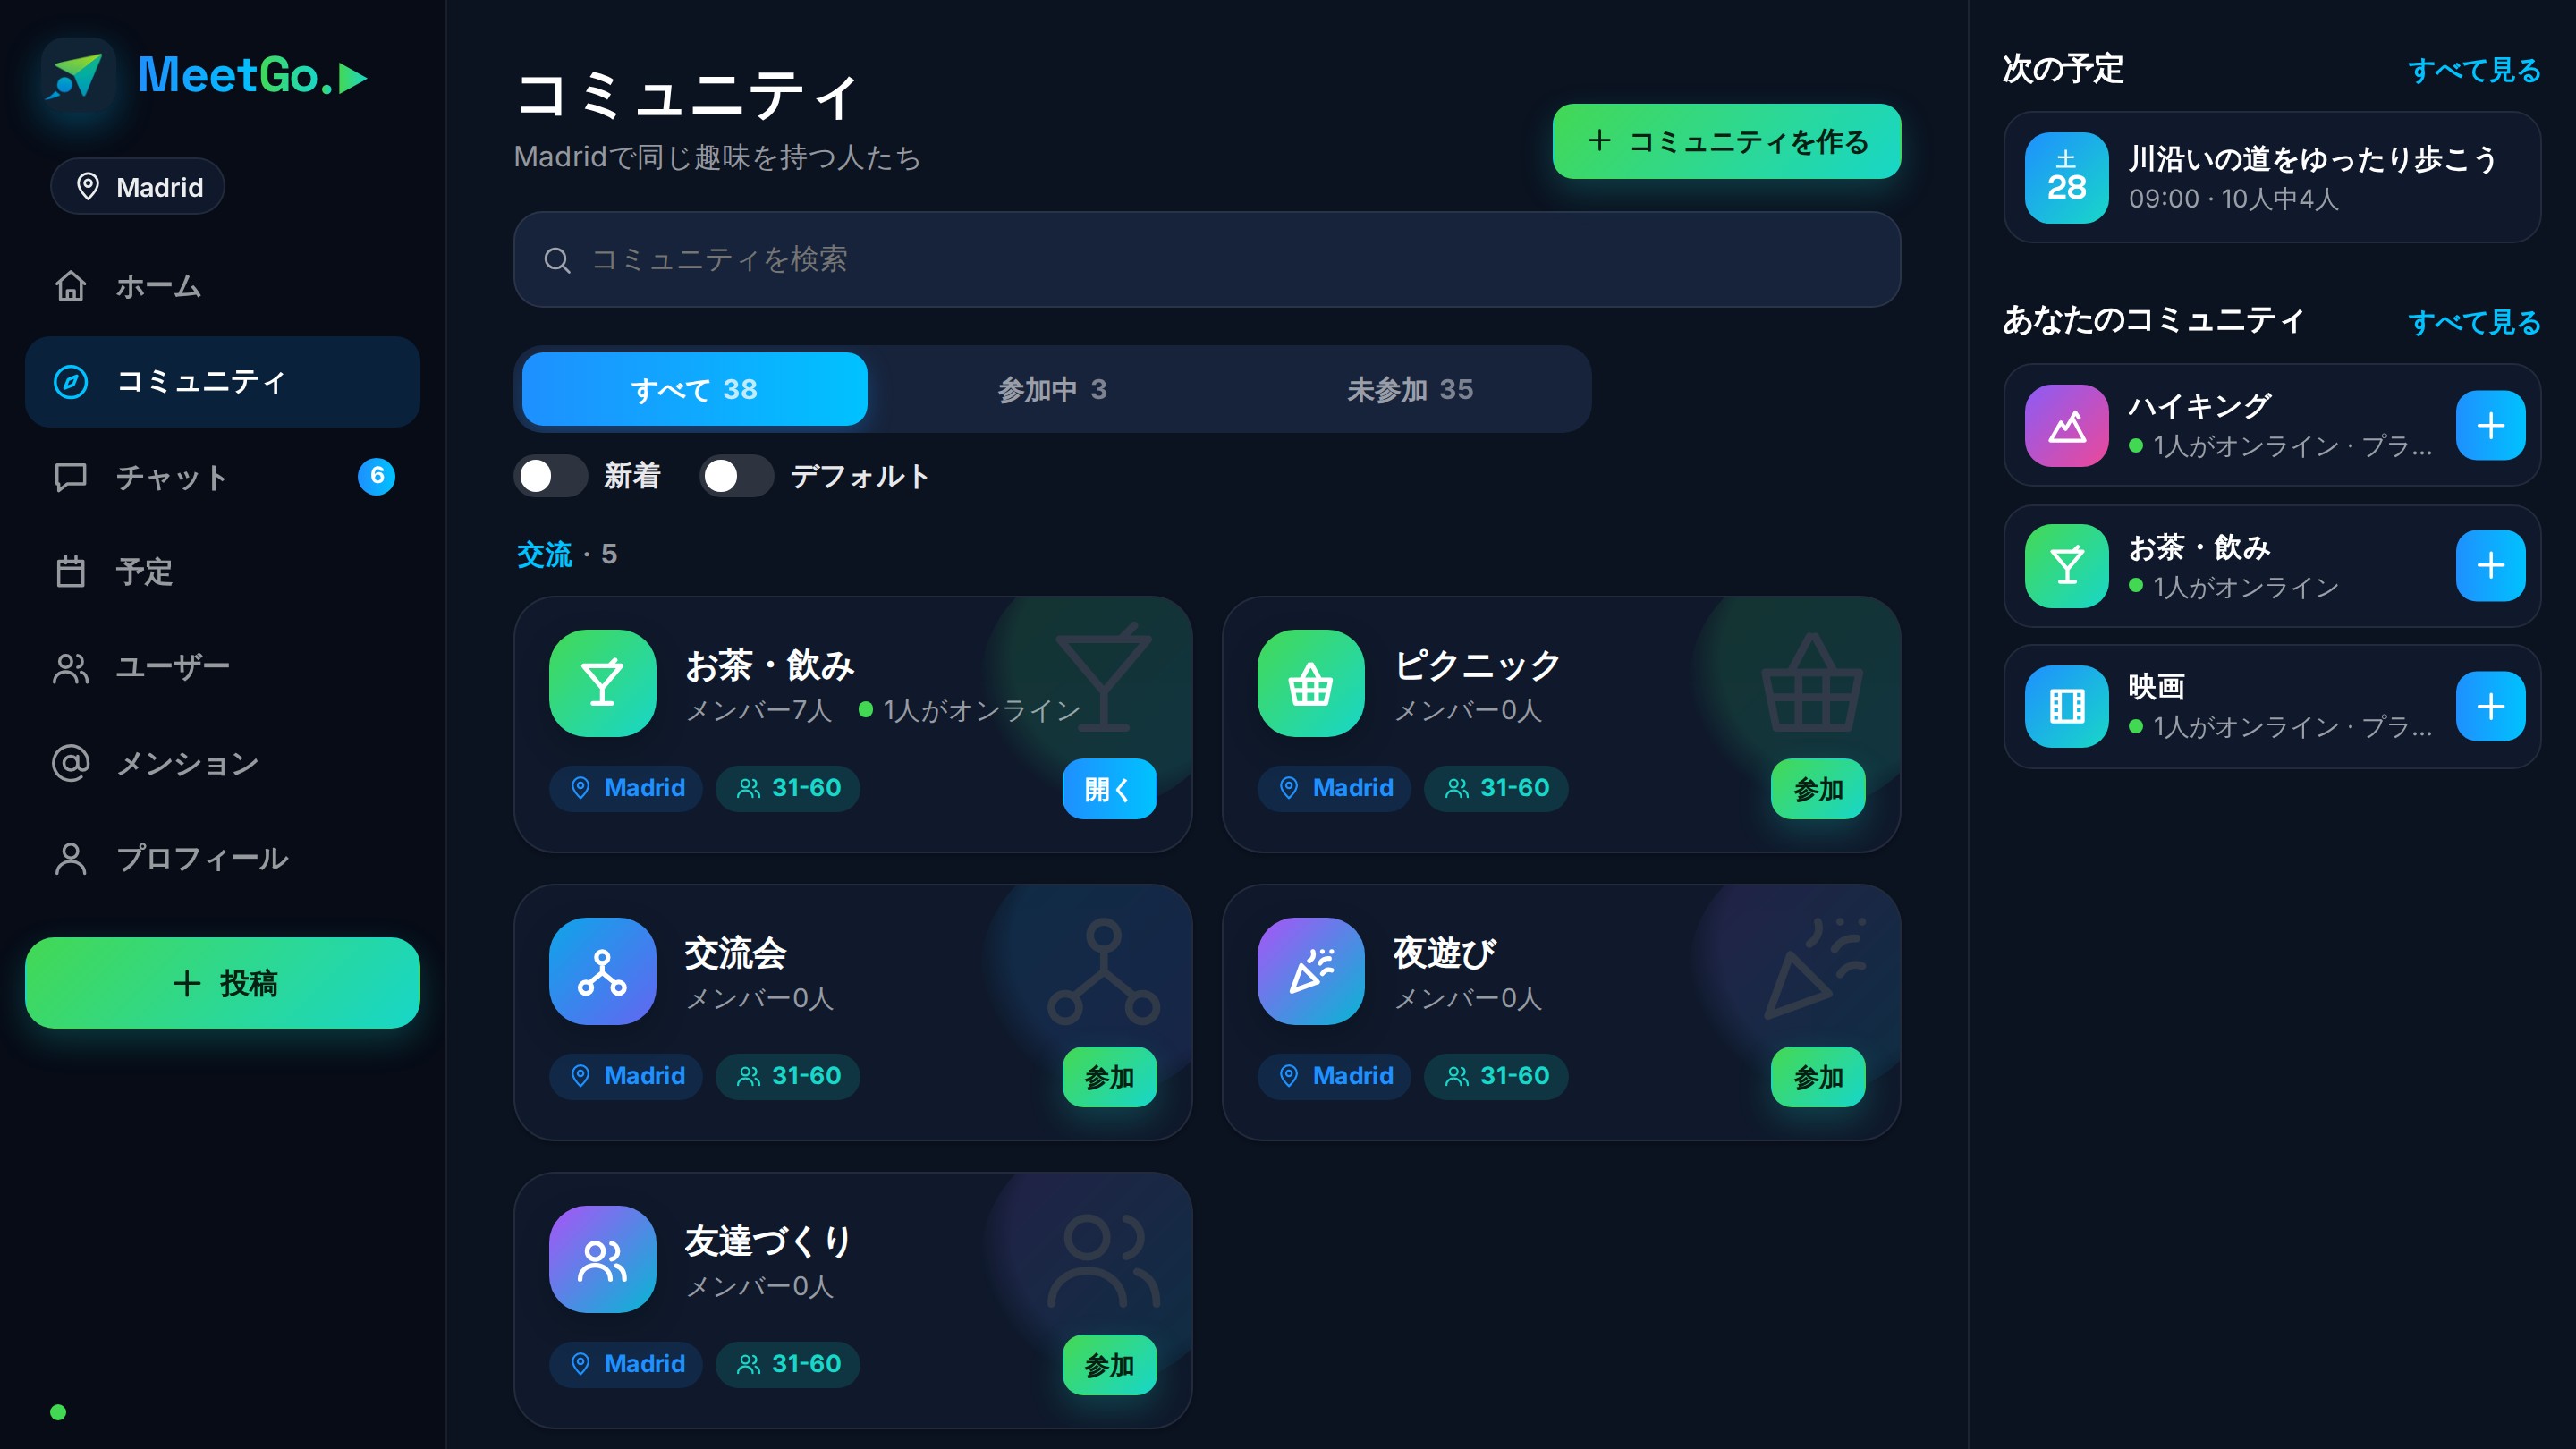 MeetGo.
Madrid
ホーム
コミュニティ
チャット 6
予定
ユーザー
メンション
プロフィール
投稿
コミュニティ
Madridで同じ趣味を持つ人たち
コミュニティを作る
コミュニティを検索
すべて 38
参加中 3
未参加 35
新着
デフォルト
交流 · 5
お茶・飲み
メンバー7人 1人がオンライン
Madrid 31-60 開く
ピクニック
メンバー0人
Madrid 31-60 参加
交流会
メンバー0人
Madrid 31-60 参加
夜遊び
メンバー0人
Madrid 31-60 参加
友達づくり
メンバー0人
Madrid 31-60 参加
次の予定 すべて見る
土
28
川沿いの道をゆったり歩こう
09:00 · 10人中4人
あなたのコミュニティ すべて見る
ハイキング
1人がオンライン · プラ…
お茶・飲み
1人がオンライン
映画
1人がオンライン · プラ…